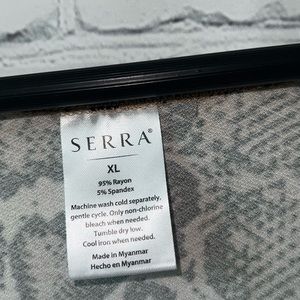 SERRA®
XL
95% Rayon
5% Spandex
Machine wash cold separately,
gentle cycle. Only non-chlorine
bleach when needed.
Tumble dry low.
Cool iron when needed.
Made in Myanmar
Hecho en Myanmar